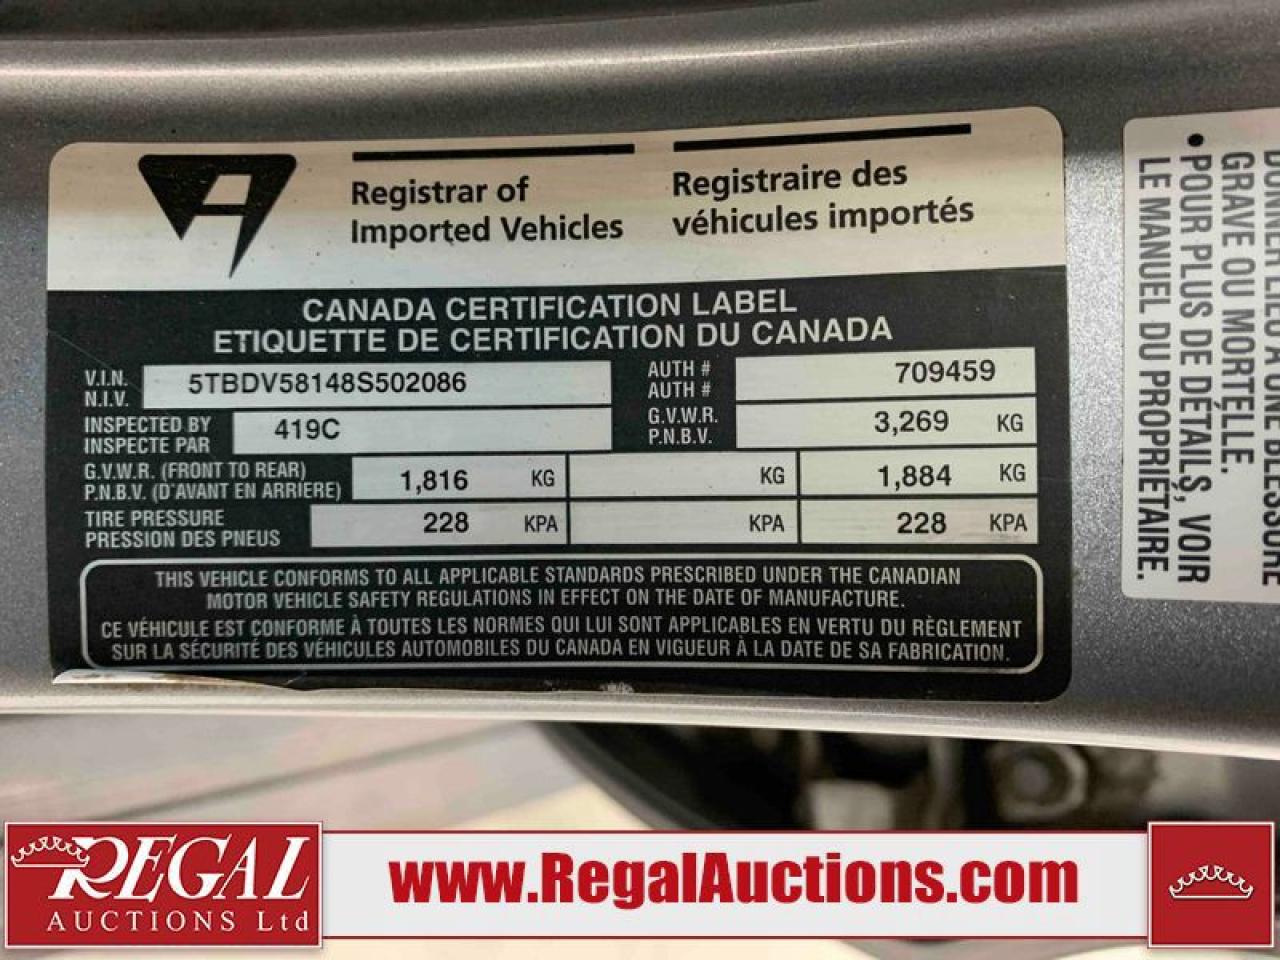 Registrar of
Imported Vehicles
Registraire des
véhicules importés
CANADA CERTIFICATION LABEL
ETIQUETTE DE CERTIFICATION DU CANADA
V.I.N.
N.I.V.
5TBDV58148S502086
AUTH #
AUTH #
709459
INSPECTED BY
INSPECTE PAR
419C
G.V.W.R.
P.N.B.V.
3,269 KG
G.V.W.R. (FRONT TO REAR)
P.N.B.V. (D'AVANT EN ARRIERE)
1,816 KG
KG
1,884 KG
TIRE PRESSURE
PRESSION DES PNEUS
228 KPA
KPA
228 KPA
THIS VEHICLE CONFORMS TO ALL APPLICABLE STANDARDS PRESCRIBED UNDER THE CANADIAN
MOTOR VEHICLE SAFETY REGULATIONS IN EFFECT ON THE DATE OF MANUFACTURE.
CE VÉHICULE EST CONFORME À TOUTES LES NORMES QUI LUI SONT APPLICABLES EN VERTU DU RÈGLEMENT
SUR LA SÉCURITÉ DES VÉHICULES AUTOMOBILES DU CANADA EN VIGUEUR À LA DATE DE SA FABRICATION.
DONNER LIEU A UNE BLESSURE
GRAVE OU MORTELLE.
• POUR PLUS DE DÉTAILS, VOIR
LE MANUEL DU PROPRIÉTAIRE.
REGAL
AUCTIONS Ltd
www.RegalAuctions.com